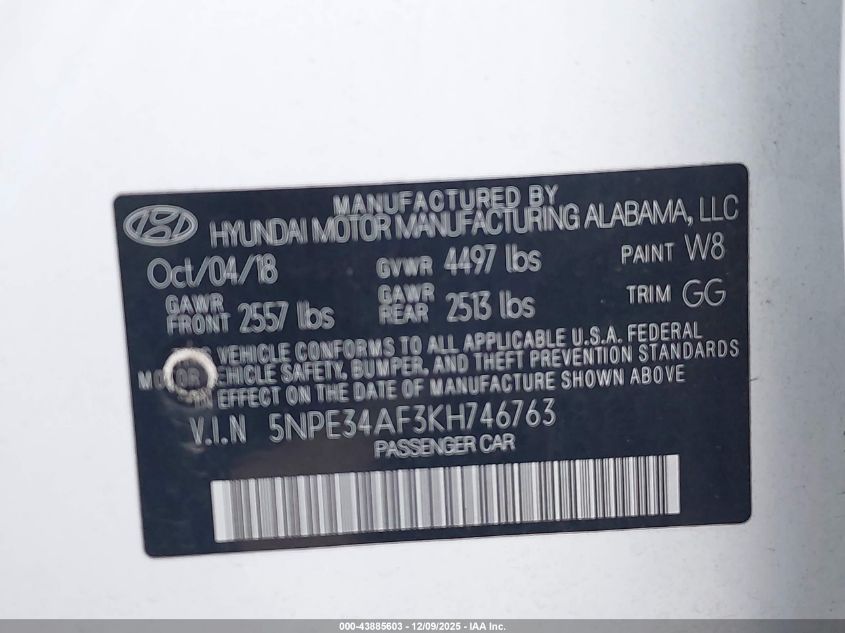 MANUFACTURED BY
HYUNDAI MOTOR MANUFACTURING ALABAMA, LLC
Oct/04/18 GVWR 4497 lbs PAINT W8
GAWR FRONT 2557 lbs GAWR REAR 2513 lbs TRIM GG
VEHICLE CONFORMS TO ALL APPLICABLE U.S.A. FEDERAL
MOTOR VEHICLE SAFETY, BUMPER, AND THEFT PREVENTION STANDARDS
IN EFFECT ON THE DATE OF MANUFACTURE SHOWN ABOVE
V.I.N 5NPE34AF3KH746763
PASSENGER CAR
000-43885603 - 12/09/2025 - IAA Inc.